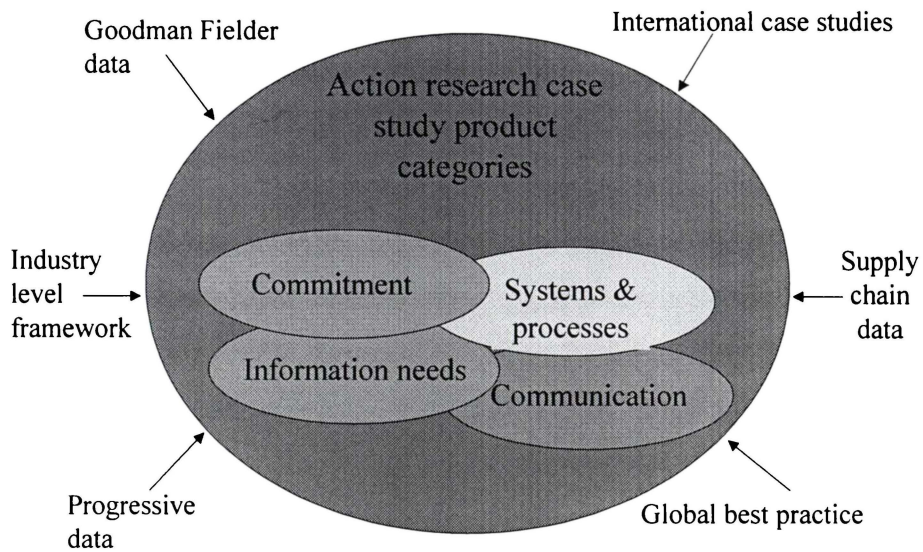 Goodman Fielder
data
International case studies
Action research case
study product
categories
Industry
level
framework
Commitment
Systems &
processes
Supply
chain
data
Information needs
Communication
Progressive
data
Global best practice